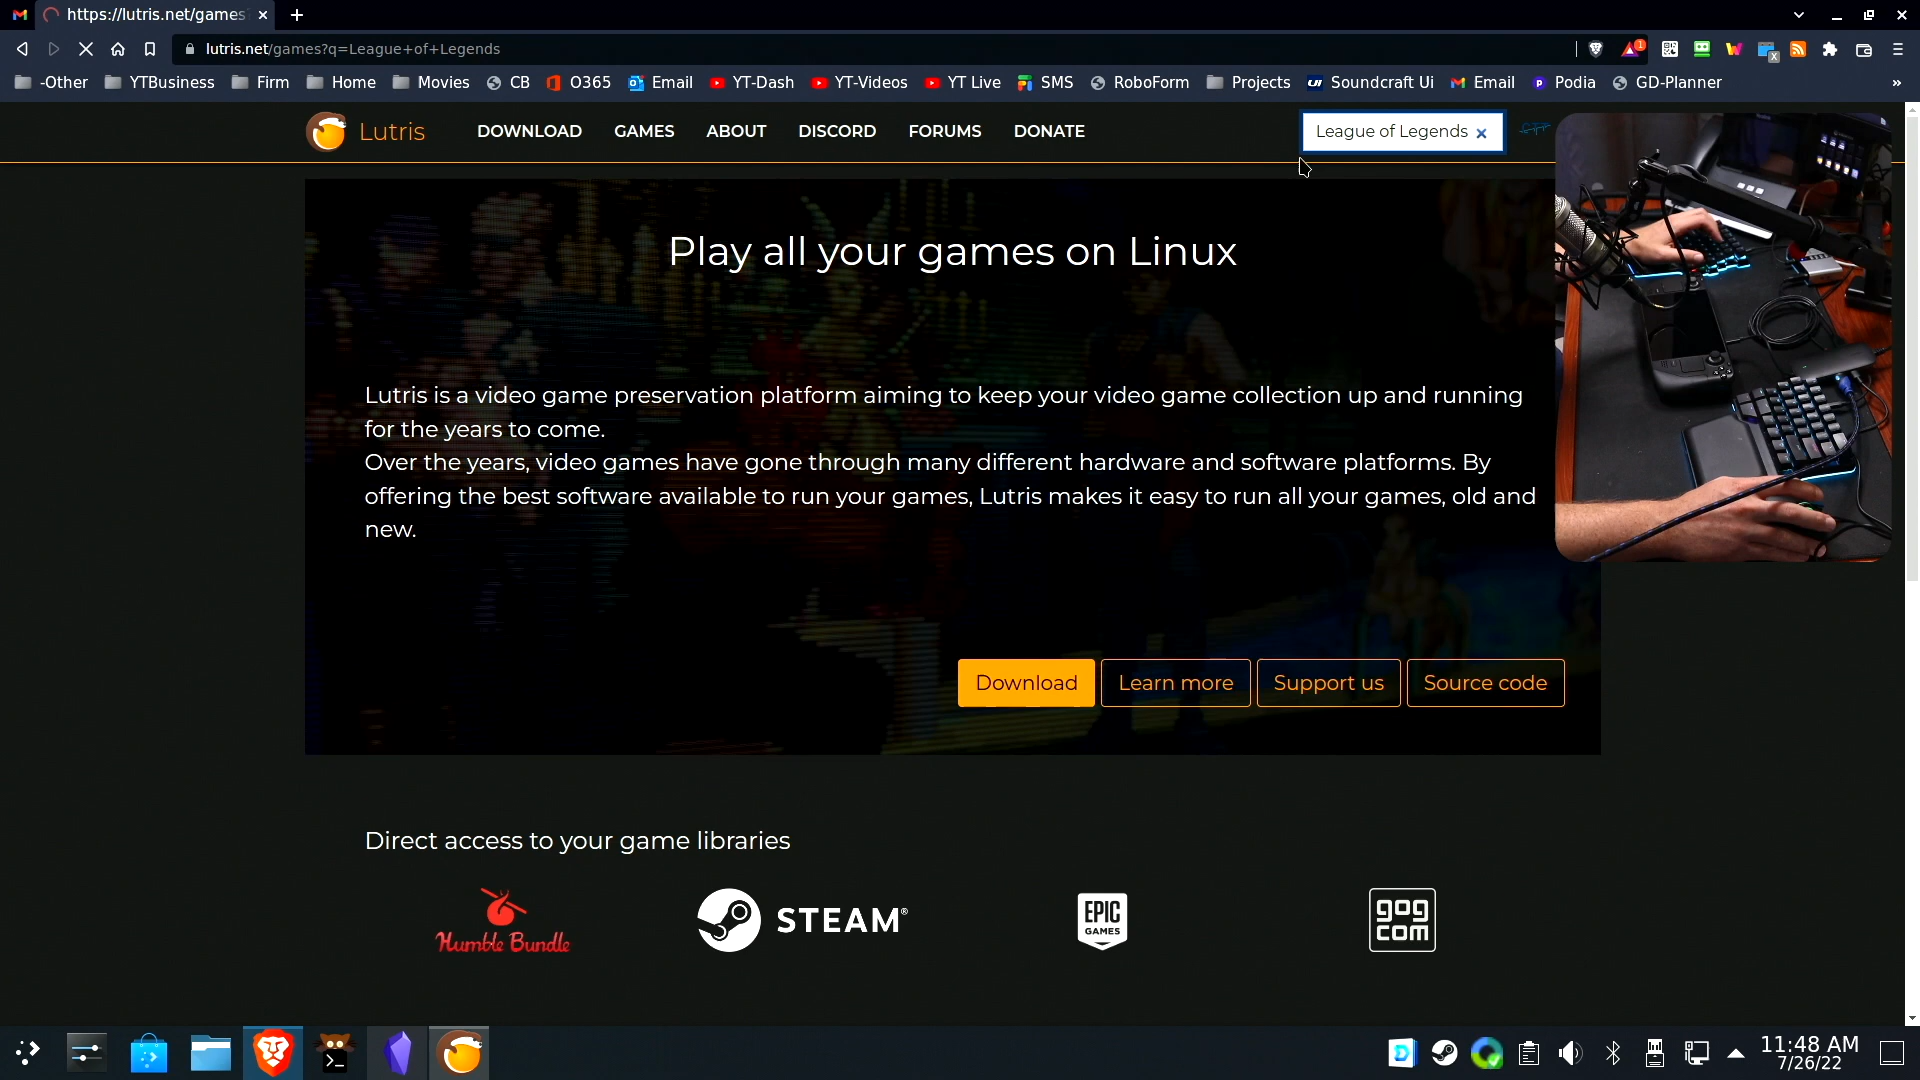 https://lutris.net/games
lutris.net/games?q=League+of+Legends
1
-Other
YTBusiness
Firm
Home
Movies
CB
O365
Email
YT-Dash
YT-Videos
YT Live
SMS
RoboForm
Projects
Soundcraft Ui
Email
Podia
GD-Planner
»
Lutris
DOWNLOAD
GAMES
ABOUT
DISCORD
FORUMS
DONATE
League of Legends
Play all your games on Linux
Lutris is a video game preservation platform aiming to keep your video game collection up and running
for the years to come.
Over the years, video games have gone through many different hardware and software platforms. By
offering the best software available to run your games, Lutris makes it easy to run all your games, old and
new.
Download
Learn more
Support us
Source code
Direct access to your game libraries
Humble Bundle
STEAM®
EPIC
GAMES
gog
com
11:48 AM
7/26/22